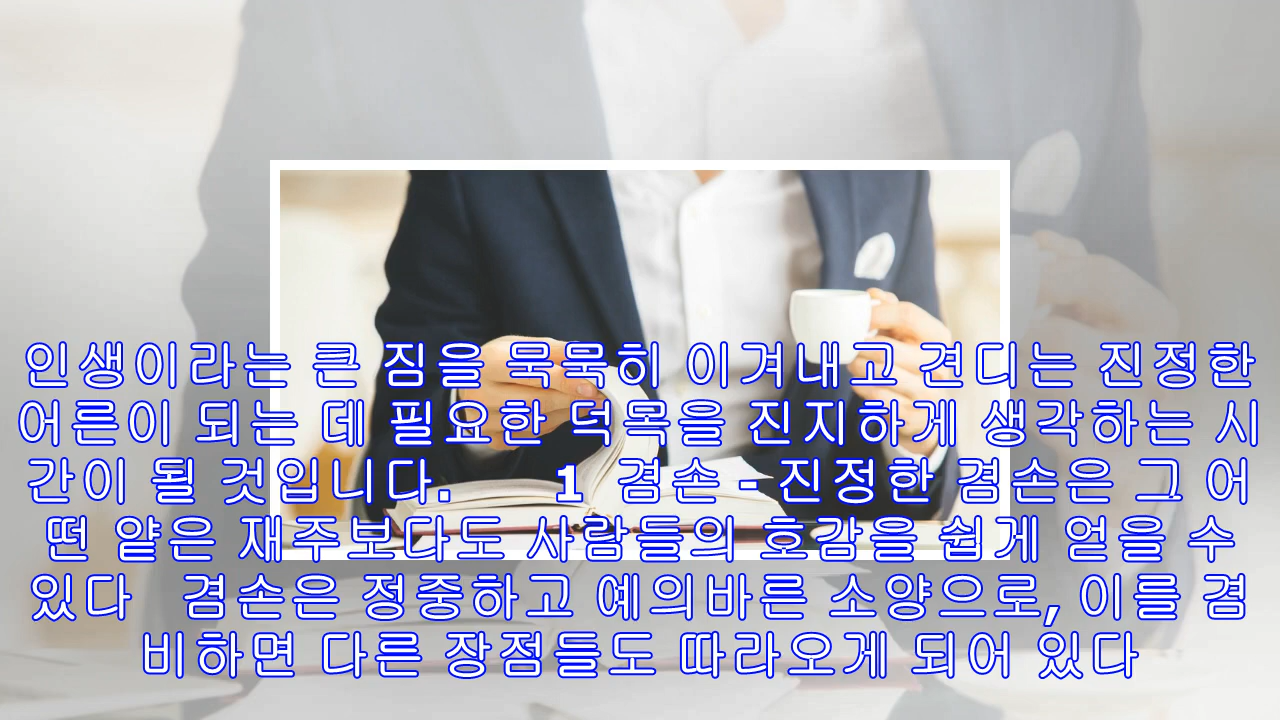 인생이라는 큰 짐을 묵묵히 이겨내고 견디는 진정한
어른이 되는 데 필요한 덕목을 진지하게 생각하는 시
간이 될 것입니다. 1 겸손 - 진정한 겸손은 그 어
떤 얕은 재주보다도 사람들의 호감을 쉽게 얻을 수
있다 겸손은 정중하고 예의바른 소양으로, 이를 겸
비하면 다른 장점들도 따라오게 되어 있다